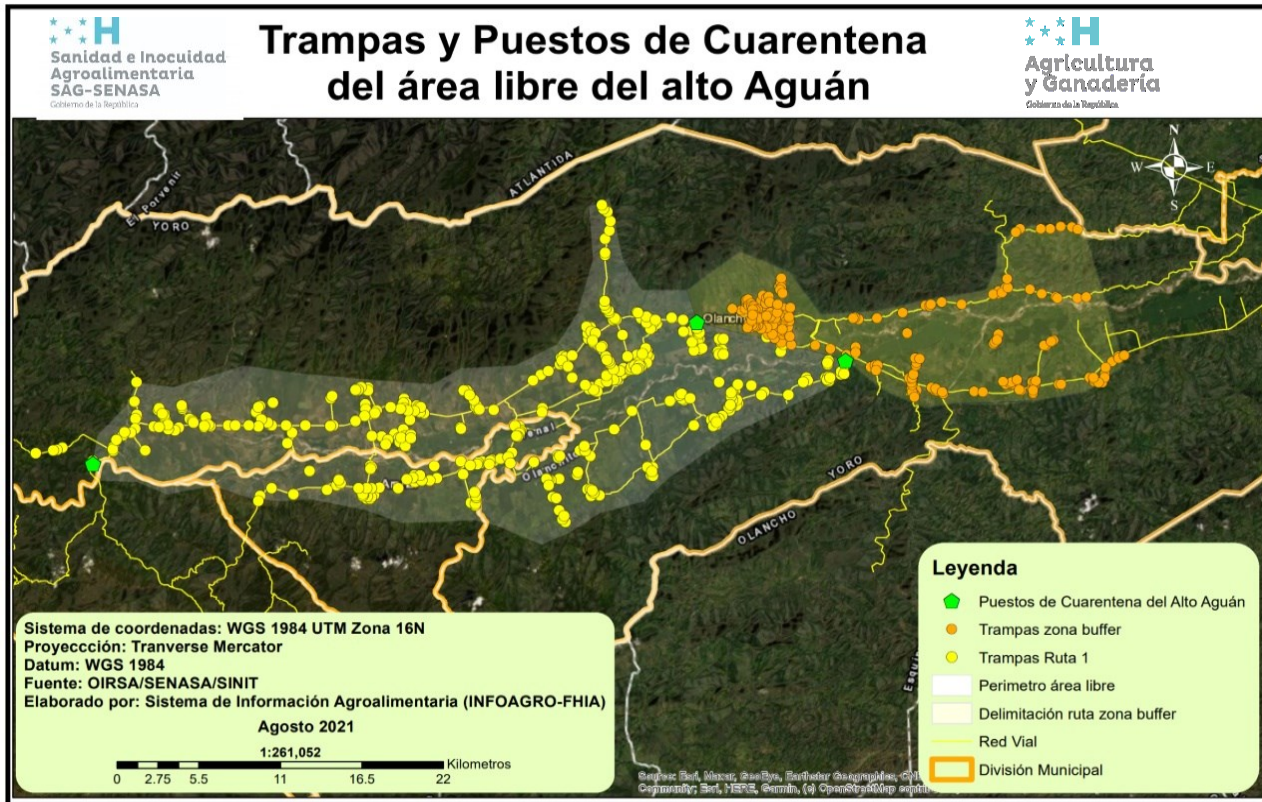 Sanidad e Inocuidad
Agroalimentaria
SAG-SENASA
Gobierno de la República
Trampas y Puestos de Cuarentena
del área libre del alto Aguán
Agricultura
y Ganadería
Gobierno de la República
N
W E
S
El Porvenir
YORO
ATLÁNTIDA
Olanch
Olanchito
YORO
OLANCHO
Esqui
Leyenda
Puestos de Cuarentena del Alto Aguán
Trampas zona buffer
Trampas Ruta 1
Perimetro área libre
Delimitación ruta zona buffer
Red Vial
División Municipal
Sistema de coordenadas: WGS 1984 UTM Zona 16N
Proyeccción: Tranverse Mercator
Datum: WGS 1984
Fuente: OIRSA/SENASA/SINIT
Elaborado por: Sistema de Información Agroalimentaria (INFOAGRO-FHIA)
Agosto 2021
1:261,052
Kilometros
0 2.75 5.5 11 16.5 22
Source: Esri, Maxar, GeoEye, Earthstar Geographics,
Community; Esri, HERE, Garmin, (c) OpenStreetMap